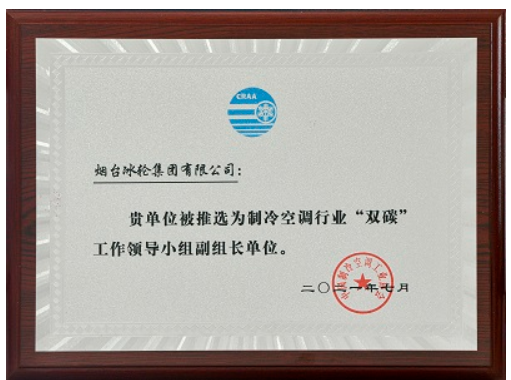 CRAA
烟台冰轮集团有限公司:
贵单位被推选为制冷空调行业“双碳”
工作领导小组副组长单位。
二〇二一年七月